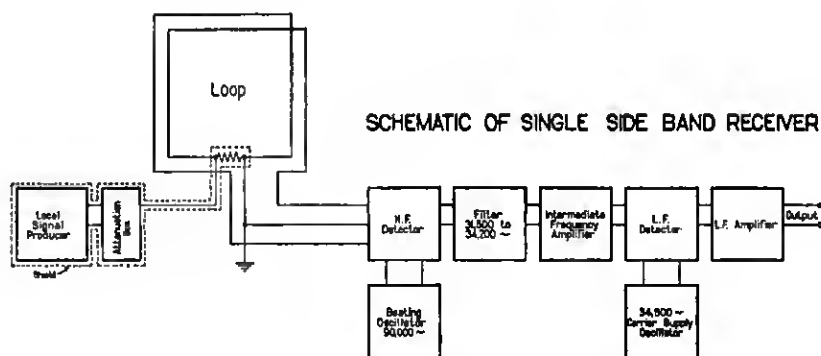 Loop
SCHEMATIC OF SINGLE SIDE BAND RECEIVER
Local
Signal
Producer
Attenuation
Box
Shield
H.F.
Detector
Filter
31,500 to
34,200 ~
Intermediate
Frequency
Amplifier
L.F.
Detector
L.F. Amplifier
Output
Beating
Oscillator
90,000 ~
34,500 ~
Carrier Supply
Oscillator